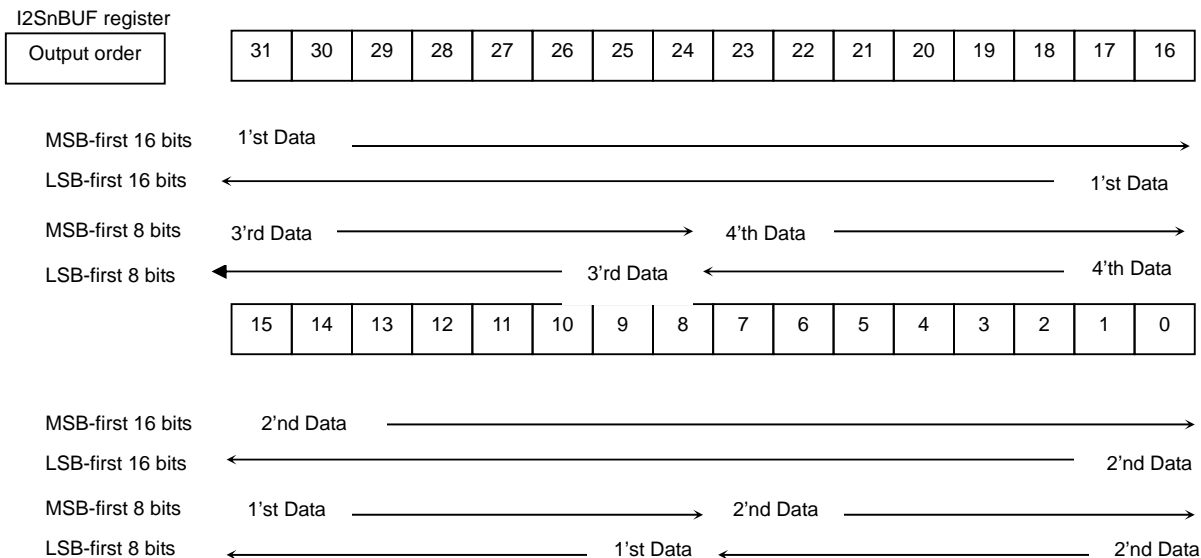 I2SnBUF register
Output order
31 30 29 28 27 26 25 24 23 22 21 20 19 18 17 16
MSB-first 16 bits 1'st Data
LSB-first 16 bits 1'st Data
MSB-first 8 bits 3'rd Data 4'th Data
LSB-first 8 bits 3'rd Data 4'th Data
15 14 13 12 11 10 9 8 7 6 5 4 3 2 1 0
MSB-first 16 bits 2'nd Data
LSB-first 16 bits 2'nd Data
MSB-first 8 bits 1'st Data 2'nd Data
LSB-first 8 bits 1'st Data 2'nd Data